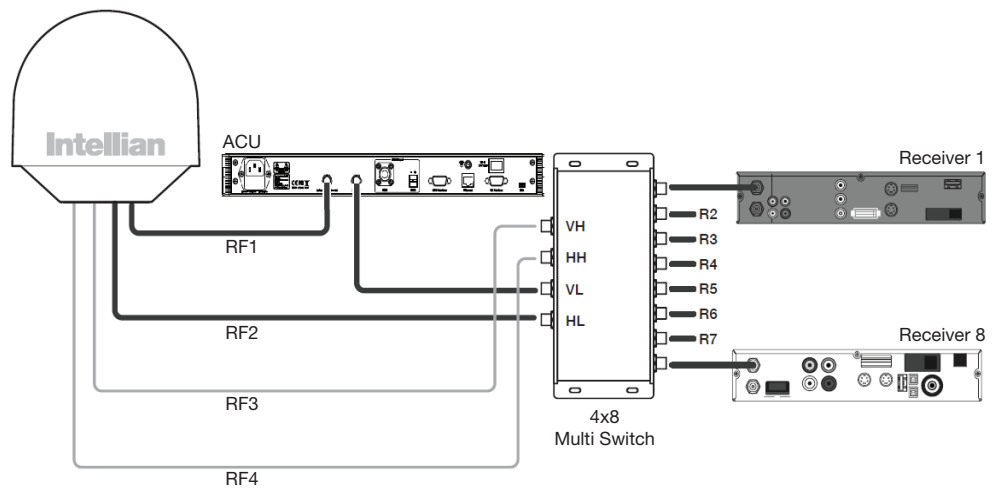 Intellian
ACU
Receiver 1
R2
R3
R4
R5
R6
R7
VH
HH
VL
HL
RF1
RF2
RF3
RF4
4x8
Multi Switch
Receiver 8